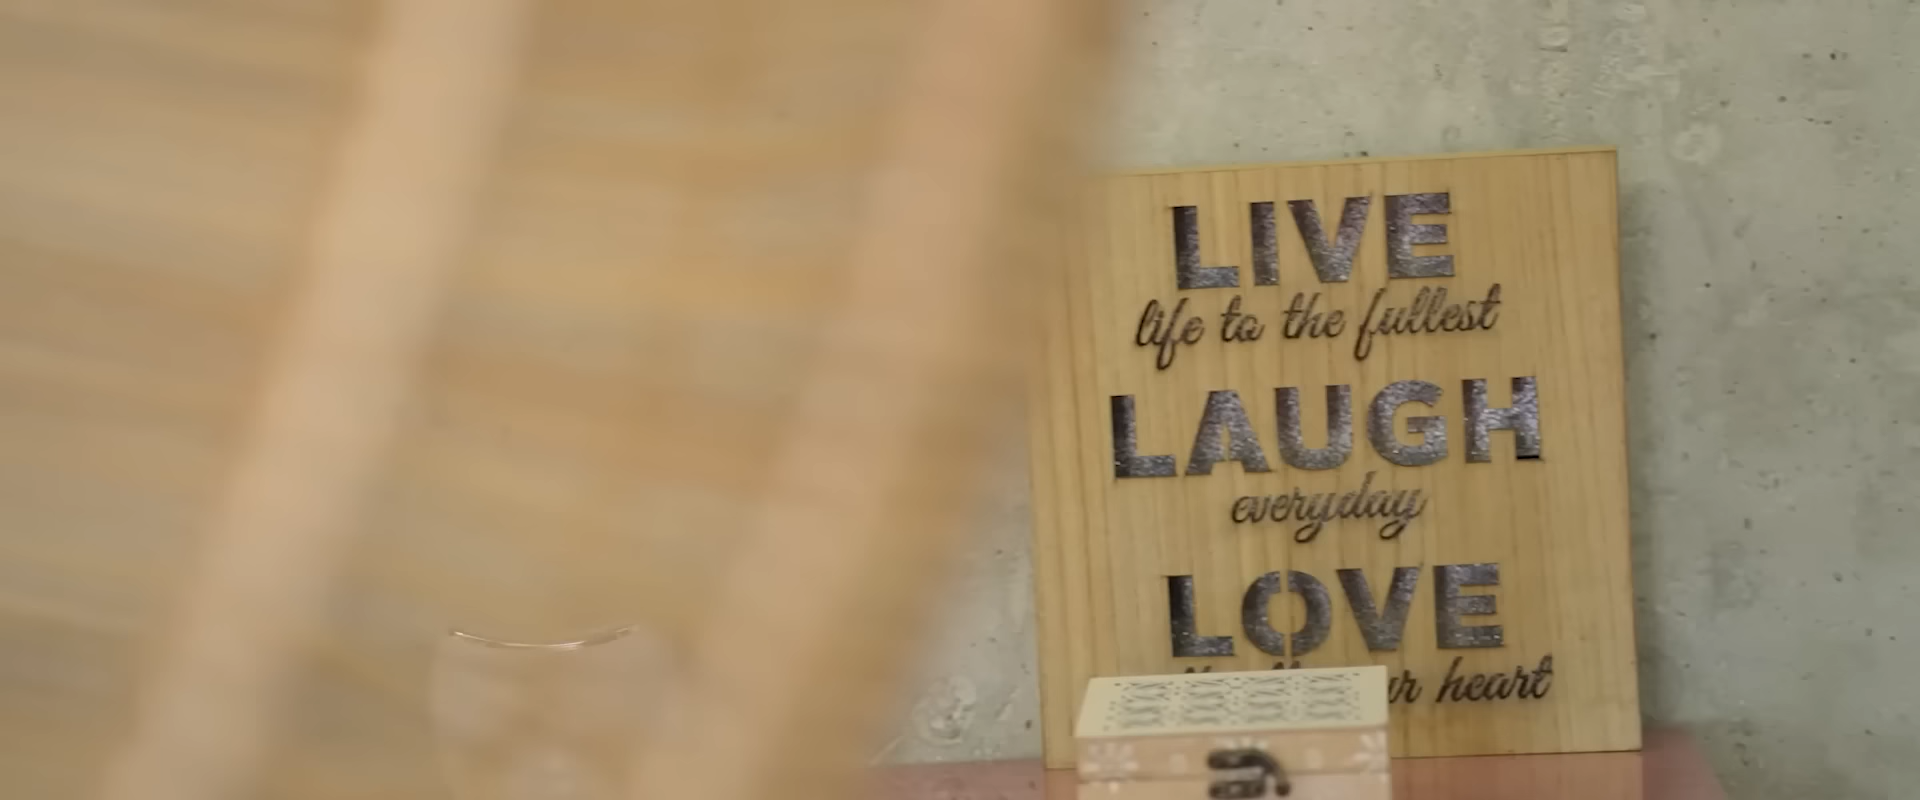 LIVE
life to the fullest
LAUGH
everyday
LOVE
heart